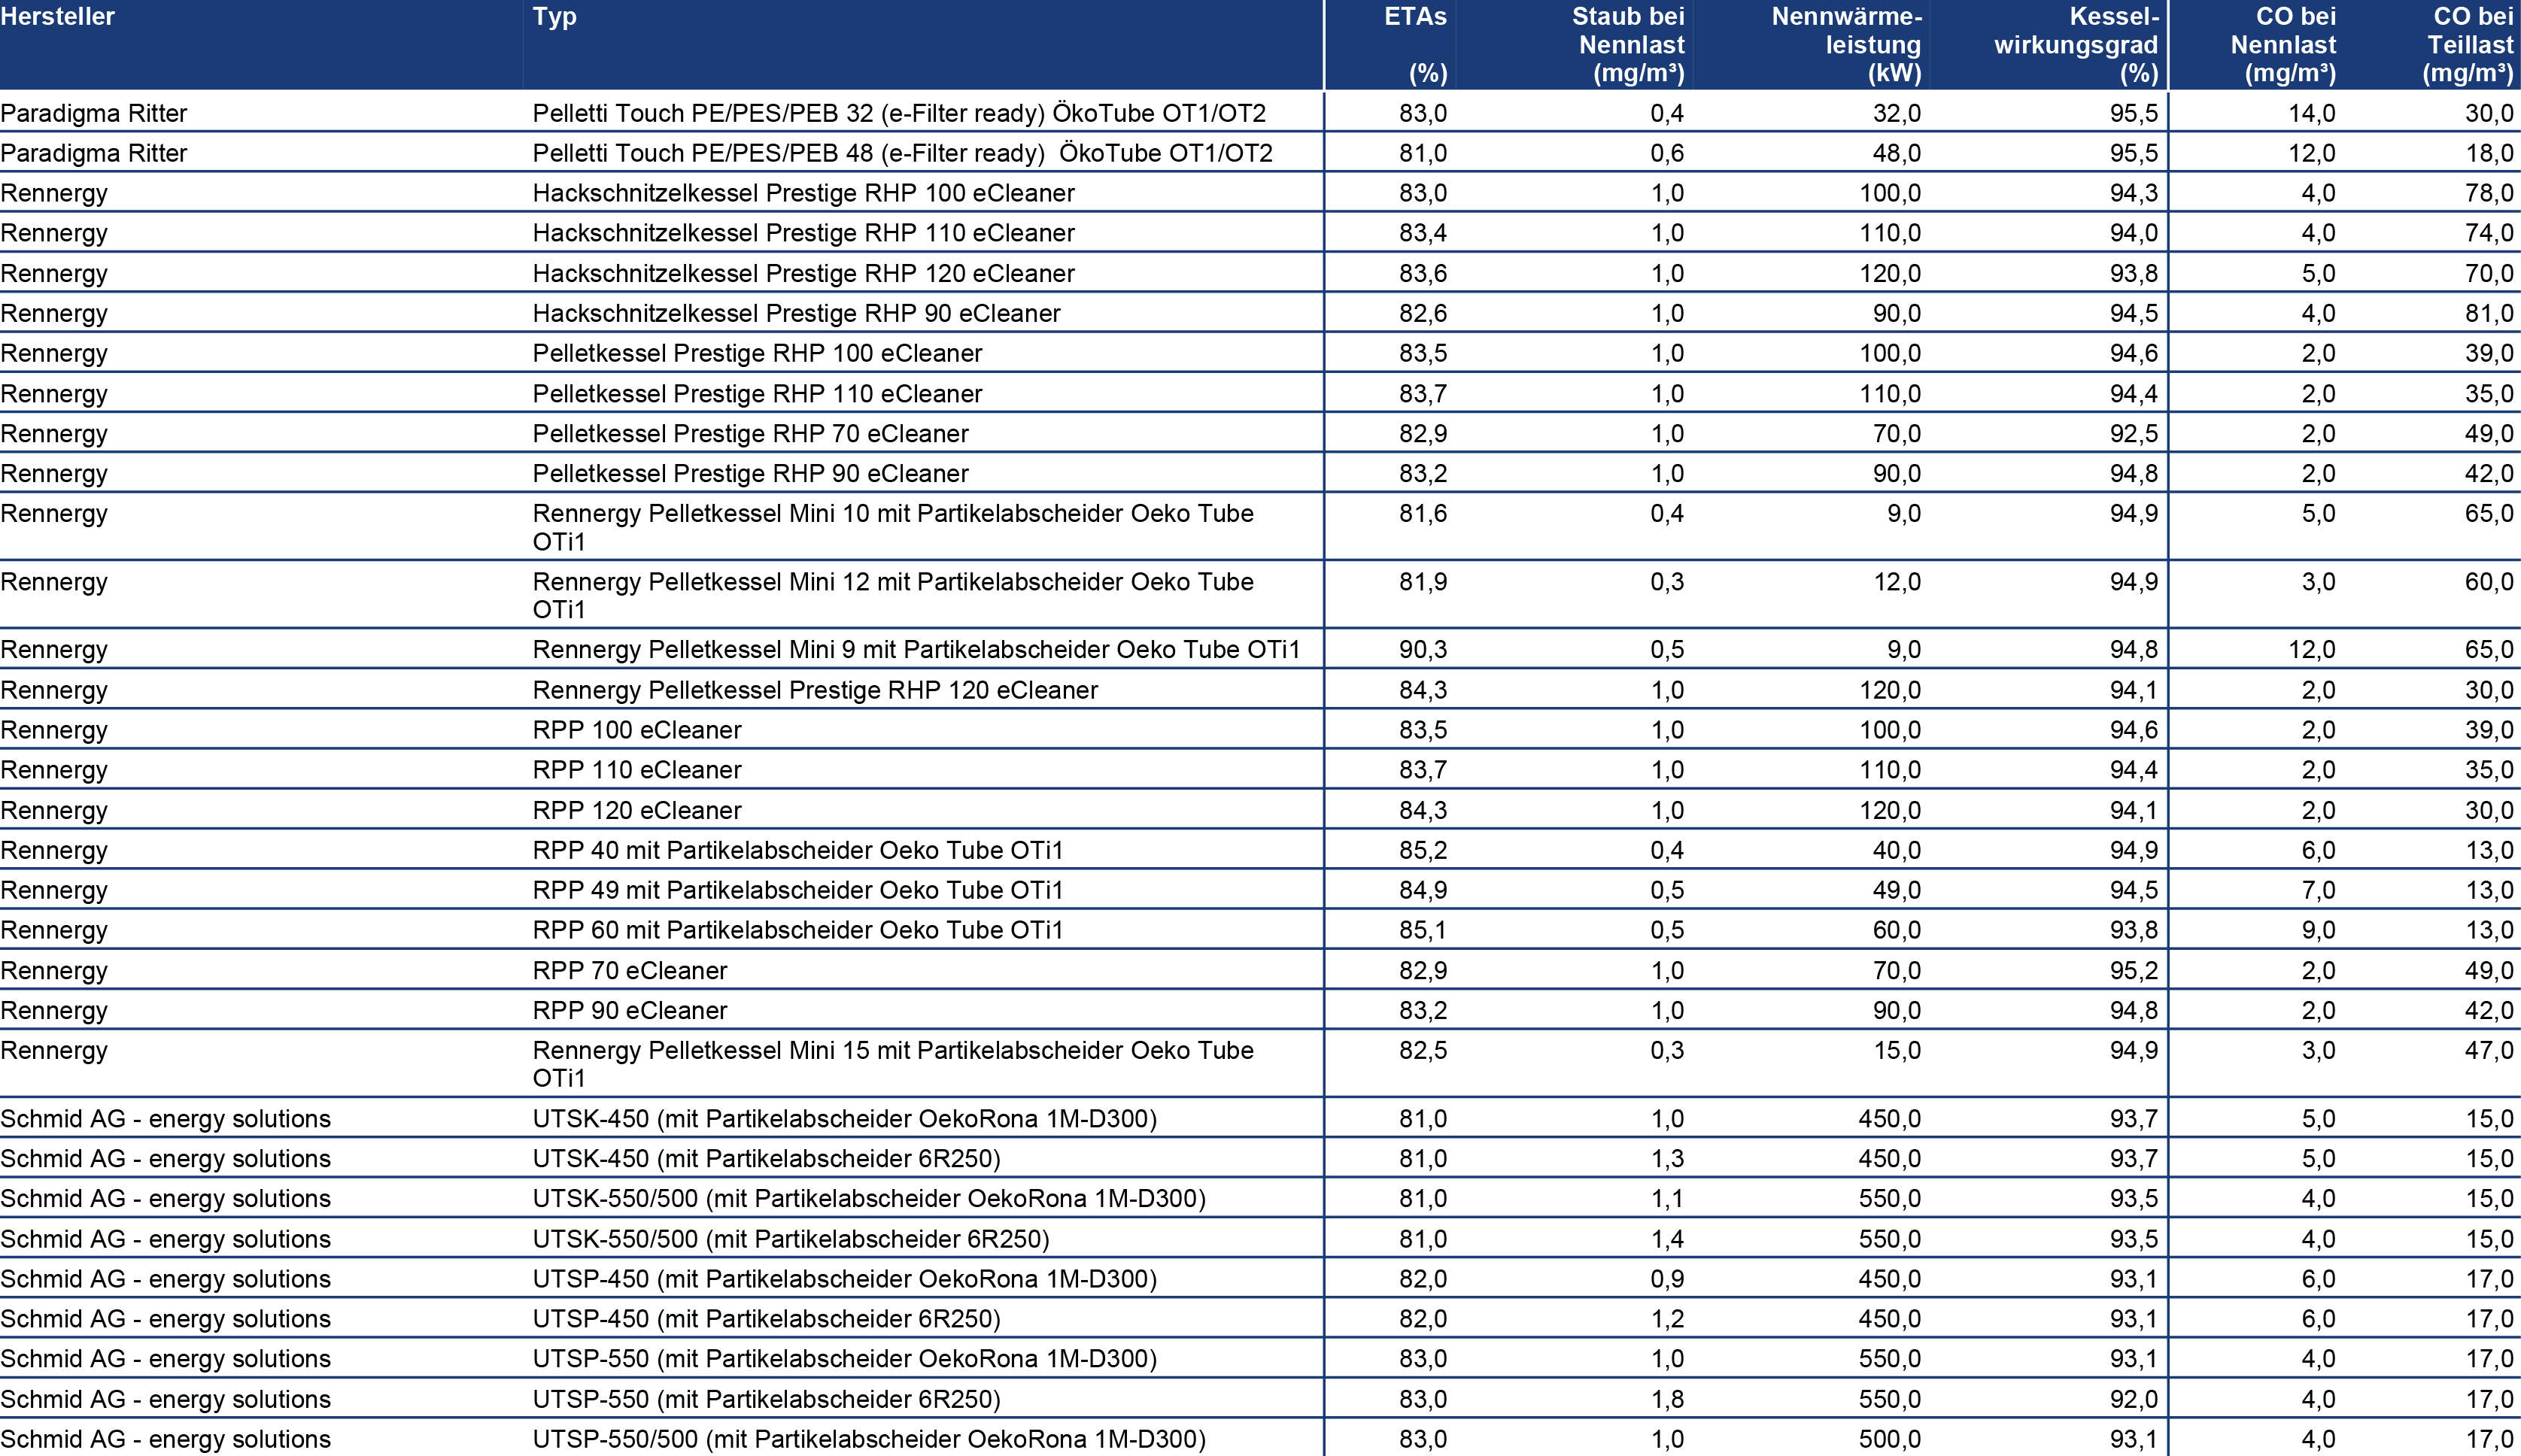 Hersteller Typ ETAs Staub bei Nennwärme- Kessel- CO bei CO bei
Nennlast leistung wirkungsgrad Nennlast Teillast
(%) (mg/m³) (kW) (%) (mg/m³) (mg/m³)
Paradigma Ritter Pelletti Touch PE/PES/PEB 32 (e-Filter ready) ÖkoTube OT1/OT2 83,0 0,4 32,0 95,5 14,0 30,0
Paradigma Ritter Pelletti Touch PE/PES/PEB 48 (e-Filter ready)  ÖkoTube OT1/OT2 81,0 0,6 48,0 95,5 12,0 18,0
Rennergy Hackschnitzelkessel Prestige RHP 100 eCleaner 83,0 1,0 100,0 94,3 4,0 78,0
Rennergy Hackschnitzelkessel Prestige RHP 110 eCleaner 83,4 1,0 110,0 94,0 4,0 74,0
Rennergy Hackschnitzelkessel Prestige RHP 120 eCleaner 83,6 1,0 120,0 93,8 5,0 70,0
Rennergy Hackschnitzelkessel Prestige RHP 90 eCleaner 82,6 1,0 90,0 94,5 4,0 81,0
Rennergy Pelletkessel Prestige RHP 100 eCleaner 83,5 1,0 100,0 94,6 2,0 39,0
Rennergy Pelletkessel Prestige RHP 110 eCleaner 83,7 1,0 110,0 94,4 2,0 35,0
Rennergy Pelletkessel Prestige RHP 70 eCleaner 82,9 1,0 70,0 92,5 2,0 49,0
Rennergy Pelletkessel Prestige RHP 90 eCleaner 83,2 1,0 90,0 94,8 2,0 42,0
Rennergy Rennergy Pelletkessel Mini 10 mit Partikelabscheider Oeko Tube 81,6 0,4 9,0 94,9 5,0 65,0
OTi1
Rennergy Rennergy Pelletkessel Mini 12 mit Partikelabscheider Oeko Tube 81,9 0,3 12,0 94,9 3,0 60,0
OTi1
Rennergy Rennergy Pelletkessel Mini 9 mit Partikelabscheider Oeko Tube OTi1 90,3 0,5 9,0 94,8 12,0 65,0
Rennergy Rennergy Pelletkessel Prestige RHP 120 eCleaner 84,3 1,0 120,0 94,1 2,0 30,0
Rennergy RPP 100 eCleaner 83,5 1,0 100,0 94,6 2,0 39,0
Rennergy RPP 110 eCleaner 83,7 1,0 110,0 94,4 2,0 35,0
Rennergy RPP 120 eCleaner 84,3 1,0 120,0 94,1 2,0 30,0
Rennergy RPP 40 mit Partikelabscheider Oeko Tube OTi1 85,2 0,4 40,0 94,9 6,0 13,0
Rennergy RPP 49 mit Partikelabscheider Oeko Tube OTi1 84,9 0,5 49,0 94,5 7,0 13,0
Rennergy RPP 60 mit Partikelabscheider Oeko Tube OTi1 85,1 0,5 60,0 93,8 9,0 13,0
Rennergy RPP 70 eCleaner 82,9 1,0 70,0 95,2 2,0 49,0
Rennergy RPP 90 eCleaner 83,2 1,0 90,0 94,8 2,0 42,0
Rennergy Rennergy Pelletkessel Mini 15 mit Partikelabscheider Oeko Tube 82,5 0,3 15,0 94,9 3,0 47,0
OTi1
Schmid AG - energy solutions UTSK-450 (mit Partikelabscheider OekoRona 1M-D300) 81,0 1,0 450,0 93,7 5,0 15,0
Schmid AG - energy solutions UTSK-450 (mit Partikelabscheider 6R250) 81,0 1,3 450,0 93,7 5,0 15,0
Schmid AG - energy solutions UTSK-550/500 (mit Partikelabscheider OekoRona 1M-D300) 81,0 1,1 550,0 93,5 4,0 15,0
Schmid AG - energy solutions UTSK-550/500 (mit Partikelabscheider 6R250) 81,0 1,4 550,0 93,5 4,0 15,0
Schmid AG - energy solutions UTSP-450 (mit Partikelabscheider OekoRona 1M-D300) 82,0 0,9 450,0 93,1 6,0 17,0
Schmid AG - energy solutions UTSP-450 (mit Partikelabscheider 6R250) 82,0 1,2 450,0 93,1 6,0 17,0
Schmid AG - energy solutions UTSP-550 (mit Partikelabscheider OekoRona 1M-D300) 83,0 1,0 550,0 93,1 4,0 17,0
Schmid AG - energy solutions UTSP-550 (mit Partikelabscheider 6R250) 83,0 1,8 550,0 92,0 4,0 17,0
Schmid AG - energy solutions UTSP-550/500 (mit Partikelabscheider OekoRona 1M-D300) 83,0 1,0 500,0 93,1 4,0 17,0